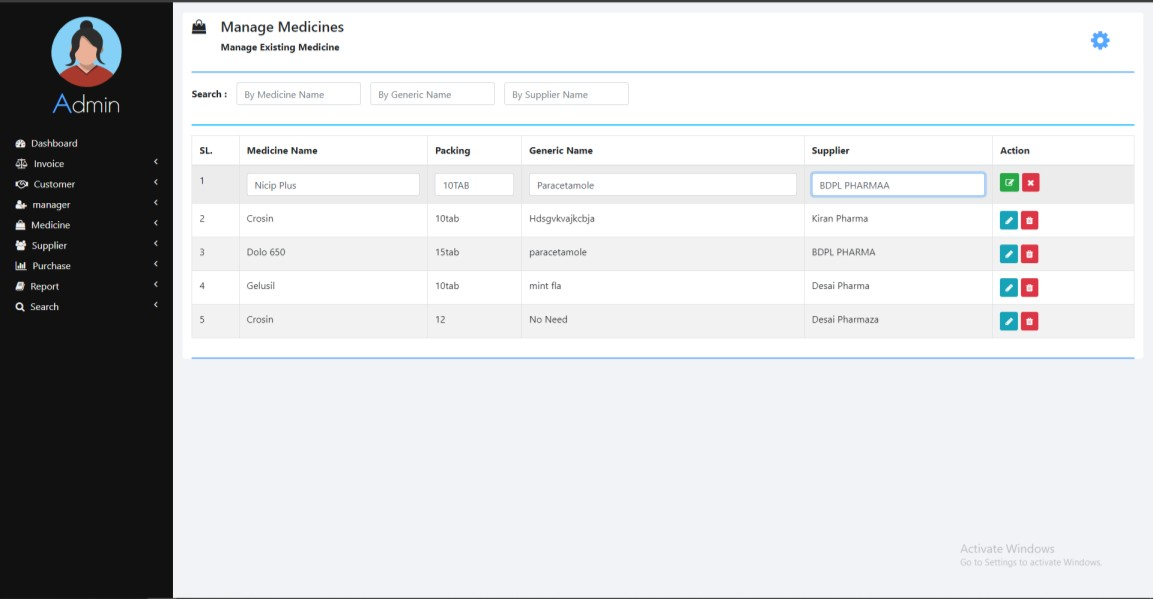 Manage Medicines
Manage Existing Medicine
Admin
Dashboard
Invoice
Customer
manager
Medicine
Supplier
Purchase
Report
Search
Search : By Medicine Name By Generic Name By Supplier Name
SL. Medicine Name Packing Generic Name Supplier Action
1 Nicip Plus 10TAB Paracetamole BDPL PHARMAA
2 Crosin 10tab Hdsgvkvajkcbja Kiran Pharma
3 Dolo 650 15tab paracetamole BDPL PHARMA
4 Gelusil 10tab mint fla Desai Pharma
5 Crosin 12 No Need Desai Pharmaza
Activate Windows
Go to Settings to activate Windows.